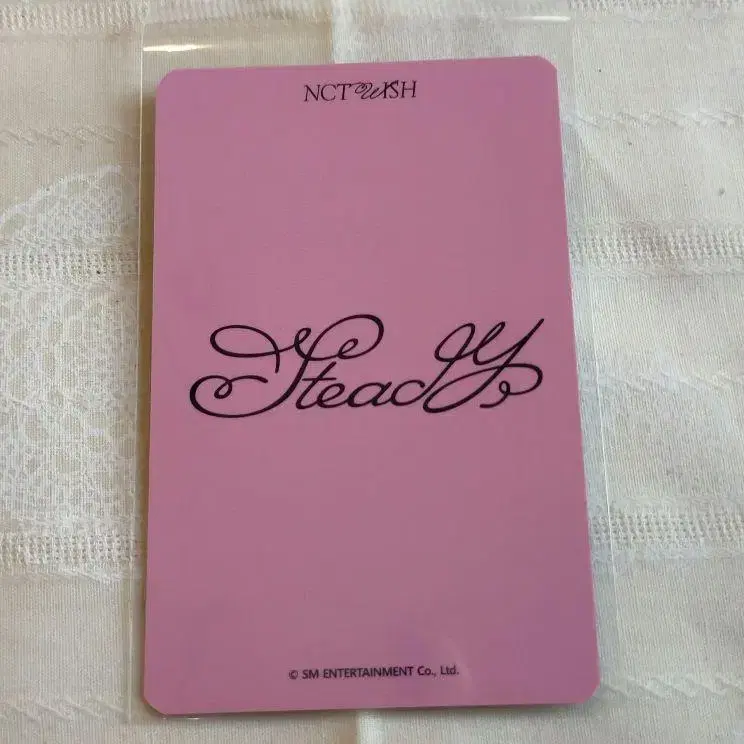 NCT WISH
Steady
© SM ENTERTAINMENT Co., Ltd.